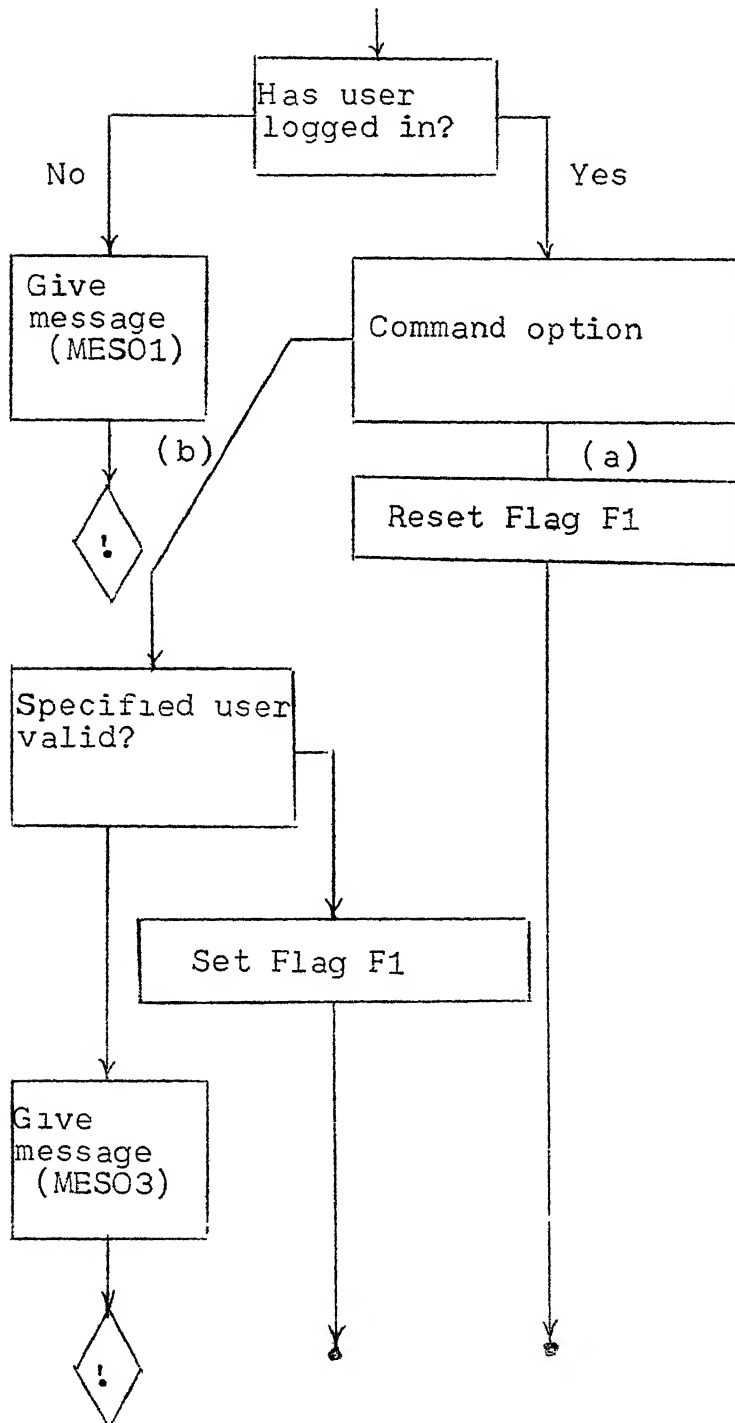 Has user
logged in?
No
Yes
Give
message
(MESO1)
Command option
(b)
(a)
!
Reset Flag F1
Specified user
valid?
Set Flag F1
Give
message
(MESO3)
!